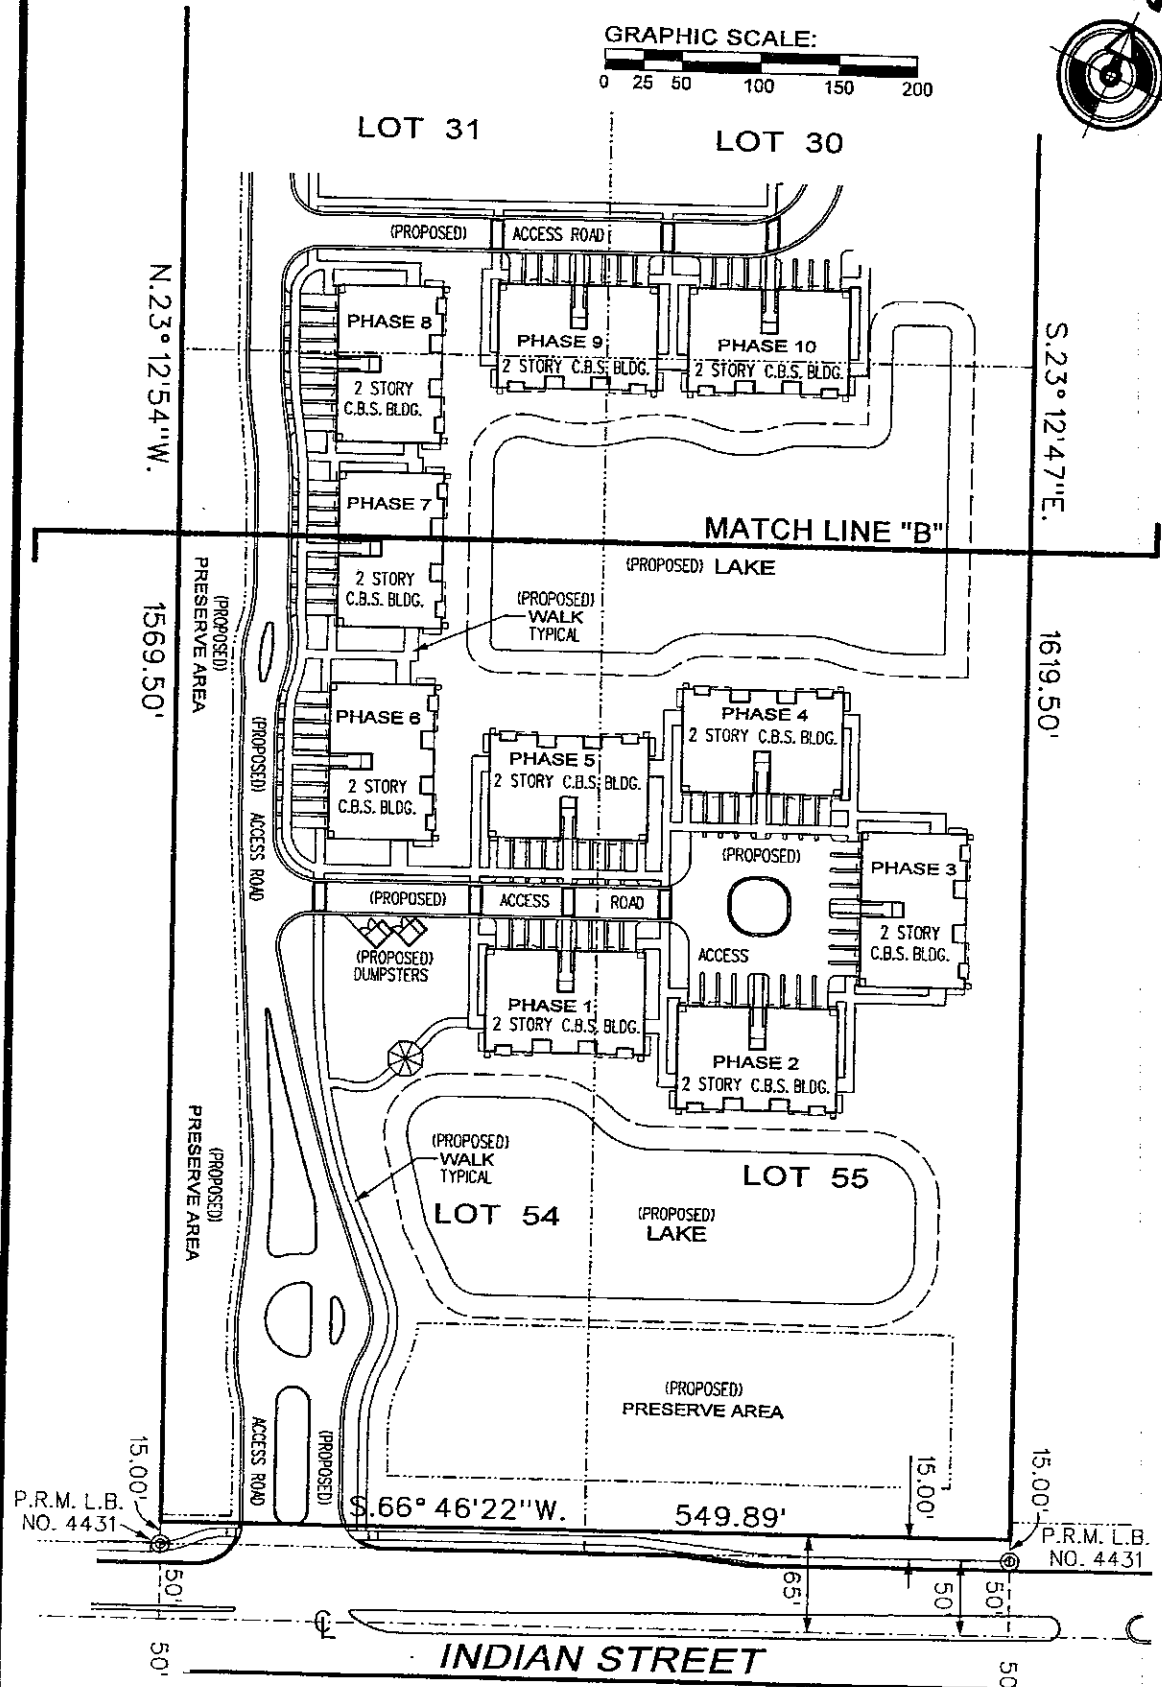 GRAPHIC SCALE:
0 25 50 100 150 200
LOT 31
LOT 30
(PROPOSED) ACCESS ROAD
N.23°12'54"W.
1569.50'
S.23°12'47"E.
1619.50'
PHASE 8
2 STORY
C.B.S. BLDG.
PHASE 9
2 STORY C.B.S. BLDG.
PHASE 10
2 STORY C.B.S. BLDG.
PHASE 7
2 STORY
C.B.S. BLDG.
MATCH LINE "B"
(PROPOSED) LAKE
(PROPOSED)
WALK
TYPICAL
(PROPOSED)
PRESERVE AREA
(PROPOSED) ACCESS ROAD
PHASE 6
2 STORY
C.B.S. BLDG.
PHASE 5
2 STORY C.B.S. BLDG.
PHASE 4
2 STORY C.B.S. BLDG.
(PROPOSED)
ACCESS
PHASE 3
2 STORY
C.B.S. BLDG.
(PROPOSED) ACCESS ROAD
(PROPOSED)
DUMPSTERS
PHASE 1
2 STORY C.B.S. BLDG.
PHASE 2
2 STORY C.B.S. BLDG.
(PROPOSED)
PRESERVE AREA
(PROPOSED)
WALK
TYPICAL
LOT 54
LOT 55
(PROPOSED)
LAKE
(PROPOSED)
PRESERVE AREA
(PROPOSED)
ACCESS ROAD
S.66°46'22"W. 549.89'
15.00'
15.00'
15.00'
P.R.M. L.B.
NO. 4431
P.R.M. L.B.
NO. 4431
50'
65'
50'
50'
50'
50
INDIAN STREET